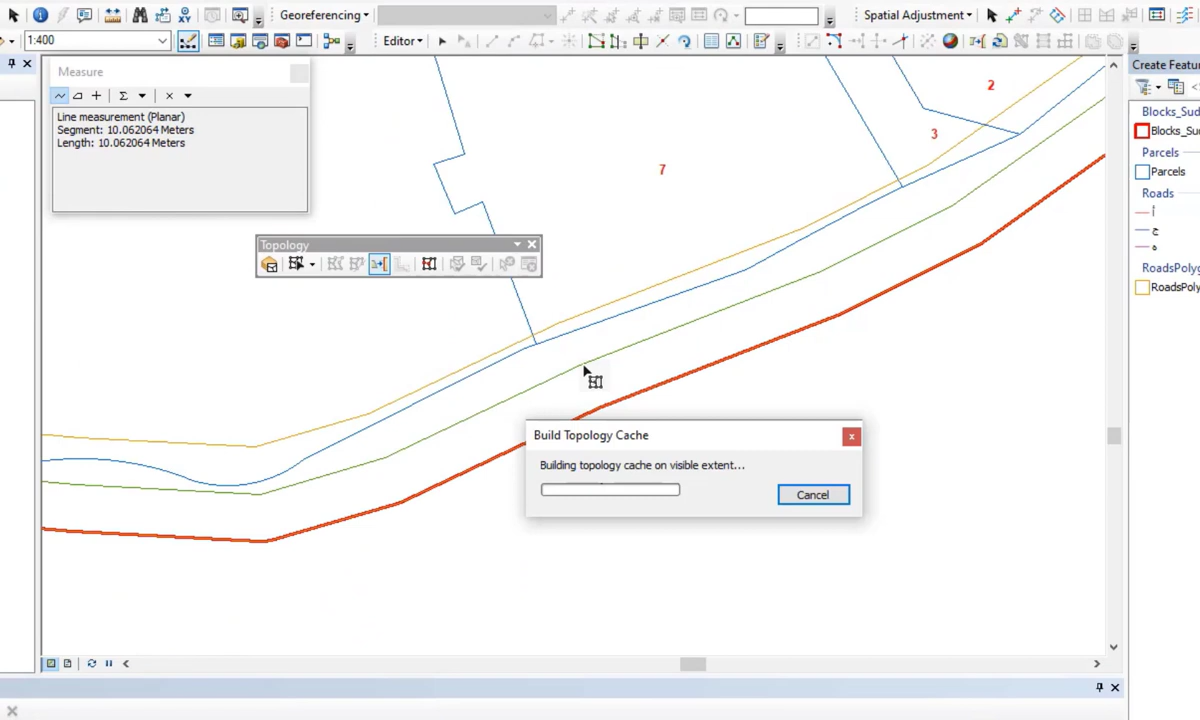 Georeferencing
Spatial Adjustment
1:400
Editor
Measure
Line measurement (Planar)
Segment: 10.062064 Meters
Length: 10.062064 Meters
Topology
7
2
3
Build Topology Cache
Building topology cache on visible extent...
Cancel
Create Featu
Blocks_Sud
Blocks_Su
Parcels
Parcels
Roads
أ
ج
ه
RoadsPolyg
RoadsPoly